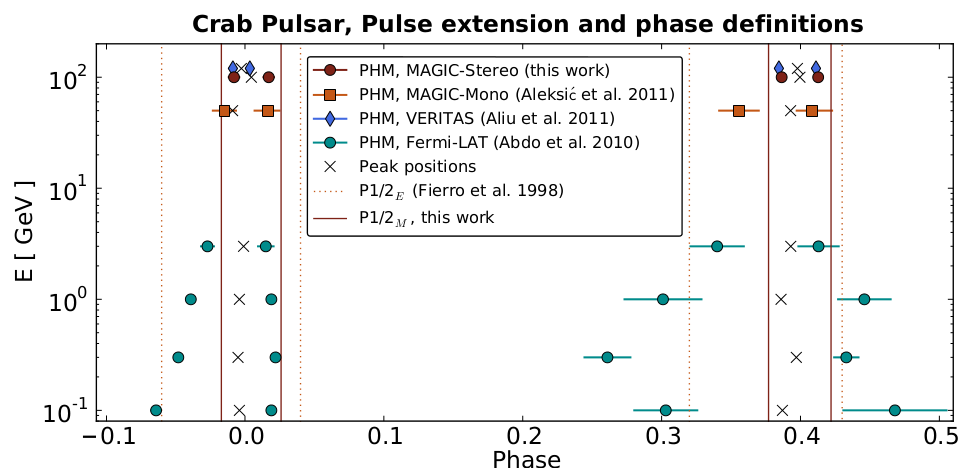 Crab Pulsar, Pulse extension and phase definitions
E [ GeV ]
10^2
10^1
10^0
10^-1
PHM, MAGIC-Stereo (this work)
PHM, MAGIC-Mono (Aleksić et al. 2011)
PHM, VERITAS (Aliu et al. 2011)
PHM, Fermi-LAT (Abdo et al. 2010)
Peak positions
P1/2_E (Fierro et al. 1998)
P1/2_M, this work
−0.1 0.0 0.1 0.2 0.3 0.4 0.5
Phase